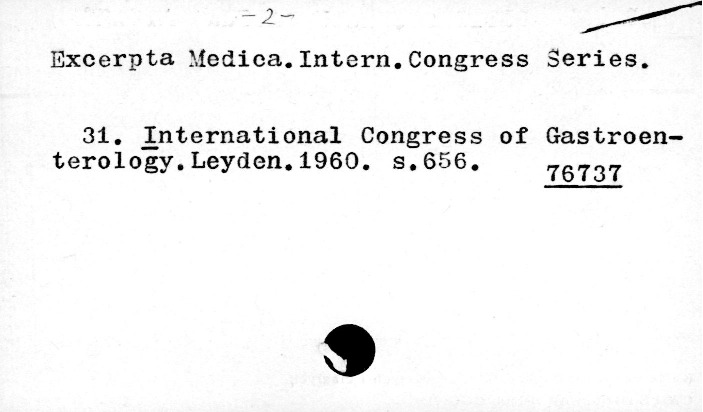 -2-
Excerpta Medica.Intern.Congress Series.
31. International Congress of Gastroen-
terology.Leyden.1960. s.656.
76737